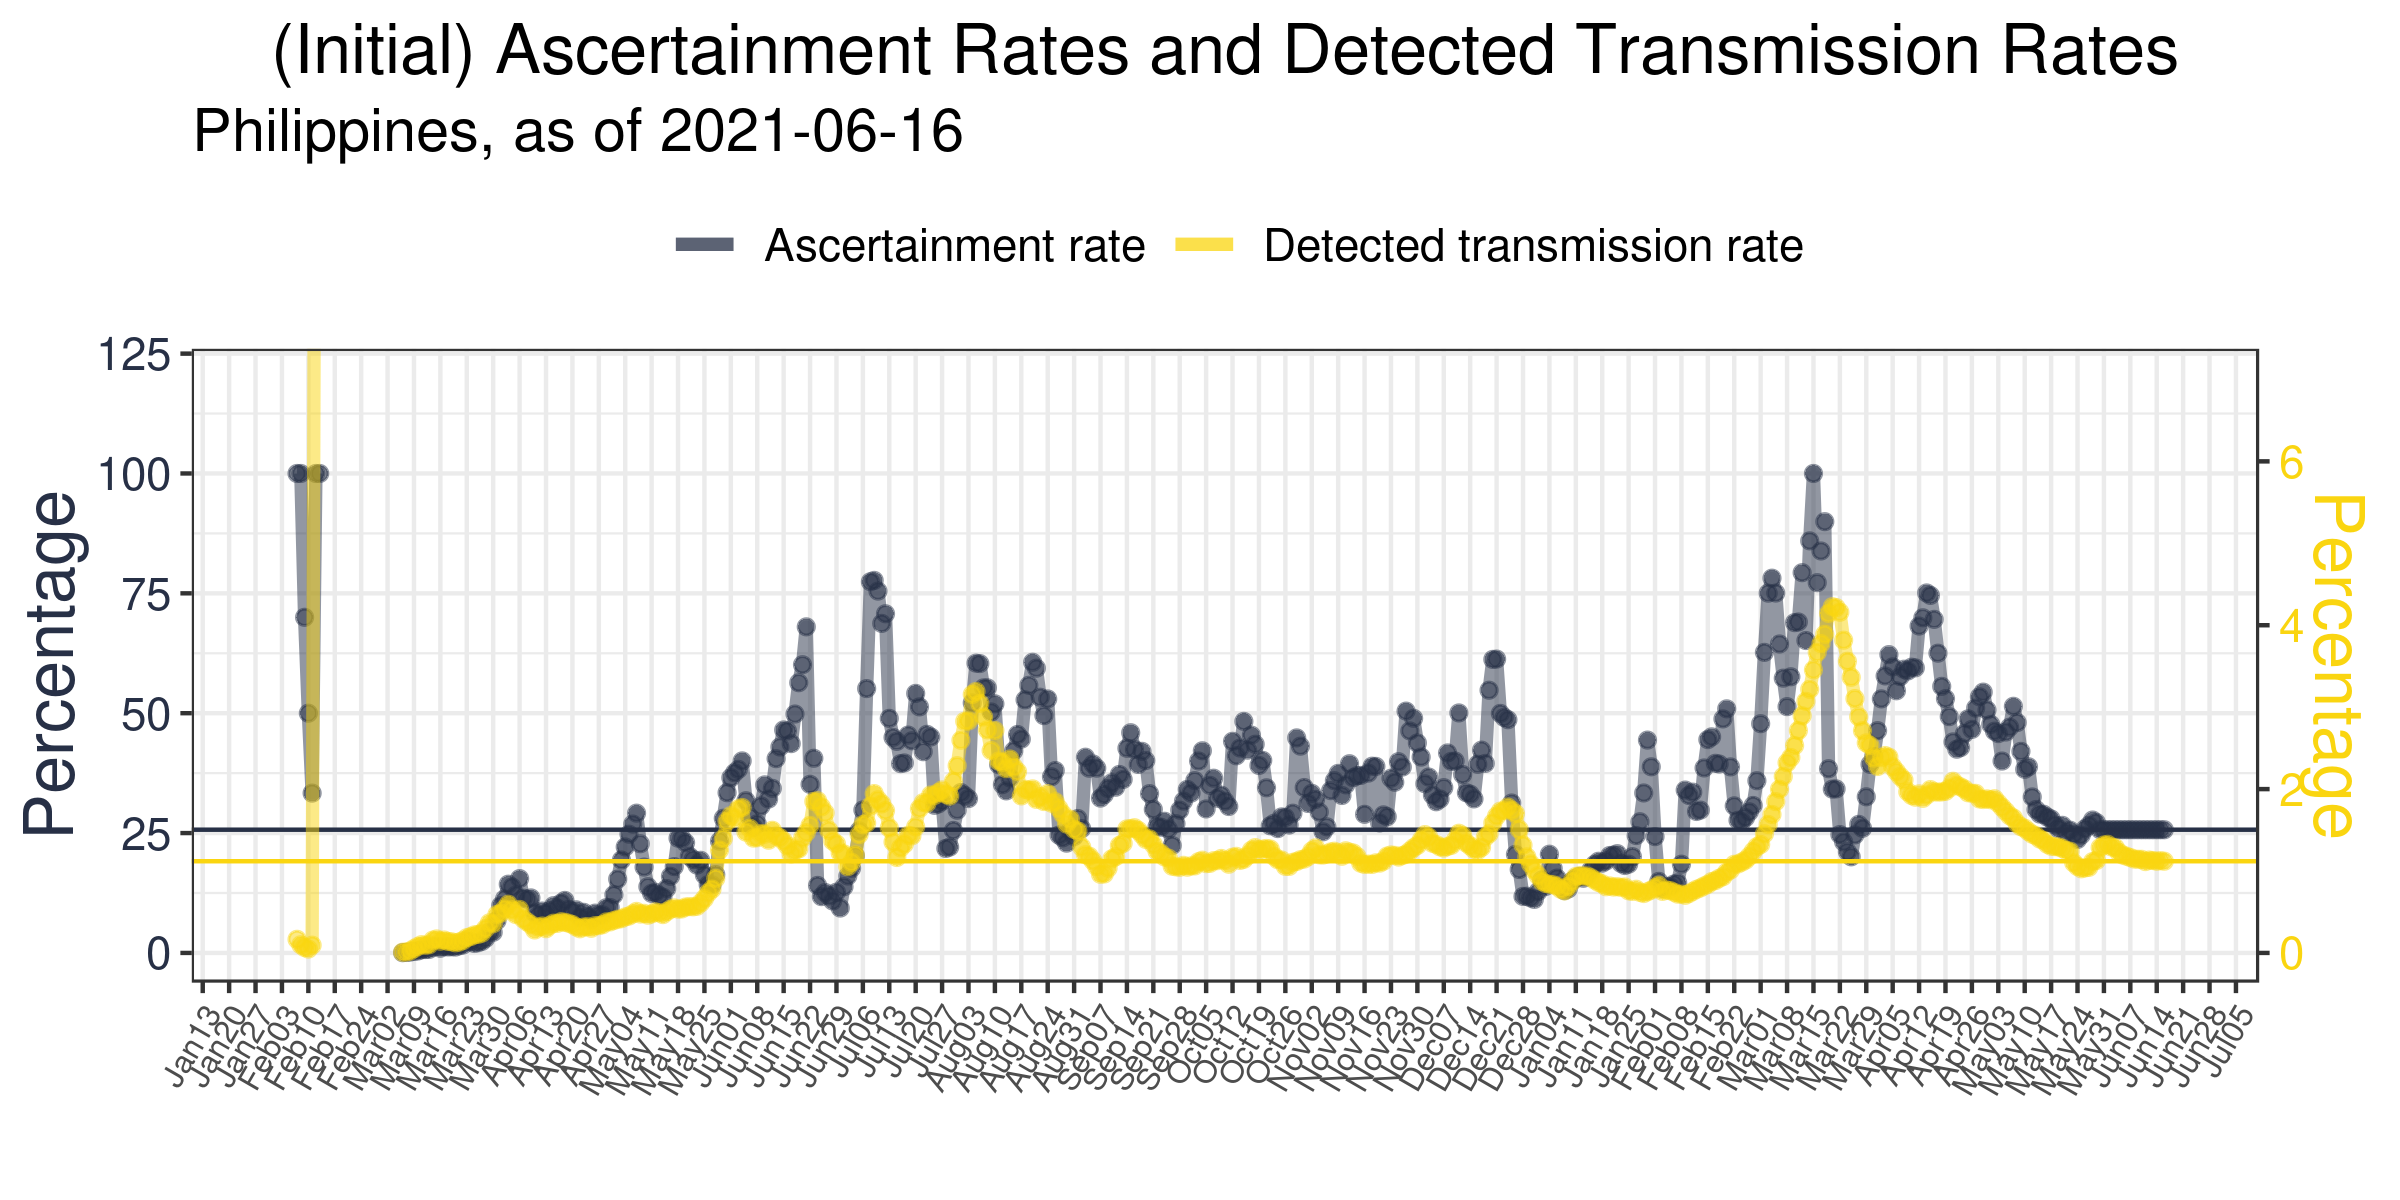 (Initial) Ascertainment Rates and Detected Transmission Rates
Philippines, as of 2021-06-16
Ascertainment rate
Detected transmission rate
Percentage
125
100
75
50
25
0
6
4
2
0
Percentage
Jan13
Jan20
Jan27
Feb03
Feb10
Feb17
Feb24
Mar02
Mar09
Mar16
Mar23
Mar30
Apr06
Apr13
Apr20
Apr27
May04
May11
May18
May25
Jun01
Jun08
Jun15
Jun22
Jun29
Jul06
Jul13
Jul20
Jul27
Aug03
Aug10
Aug17
Aug24
Aug31
Sep07
Sep14
Sep21
Sep28
Oct05
Oct12
Oct19
Oct26
Nov02
Nov09
Nov16
Nov23
Nov30
Dec07
Dec14
Dec21
Dec28
Jan04
Jan11
Jan18
Jan25
Feb01
Feb08
Feb15
Feb22
Mar01
Mar08
Mar15
Mar22
Mar29
Apr05
Apr12
Apr19
Apr26
May03
May10
May17
May24
May31
Jun07
Jun14
Jun21
Jun28
Jul05